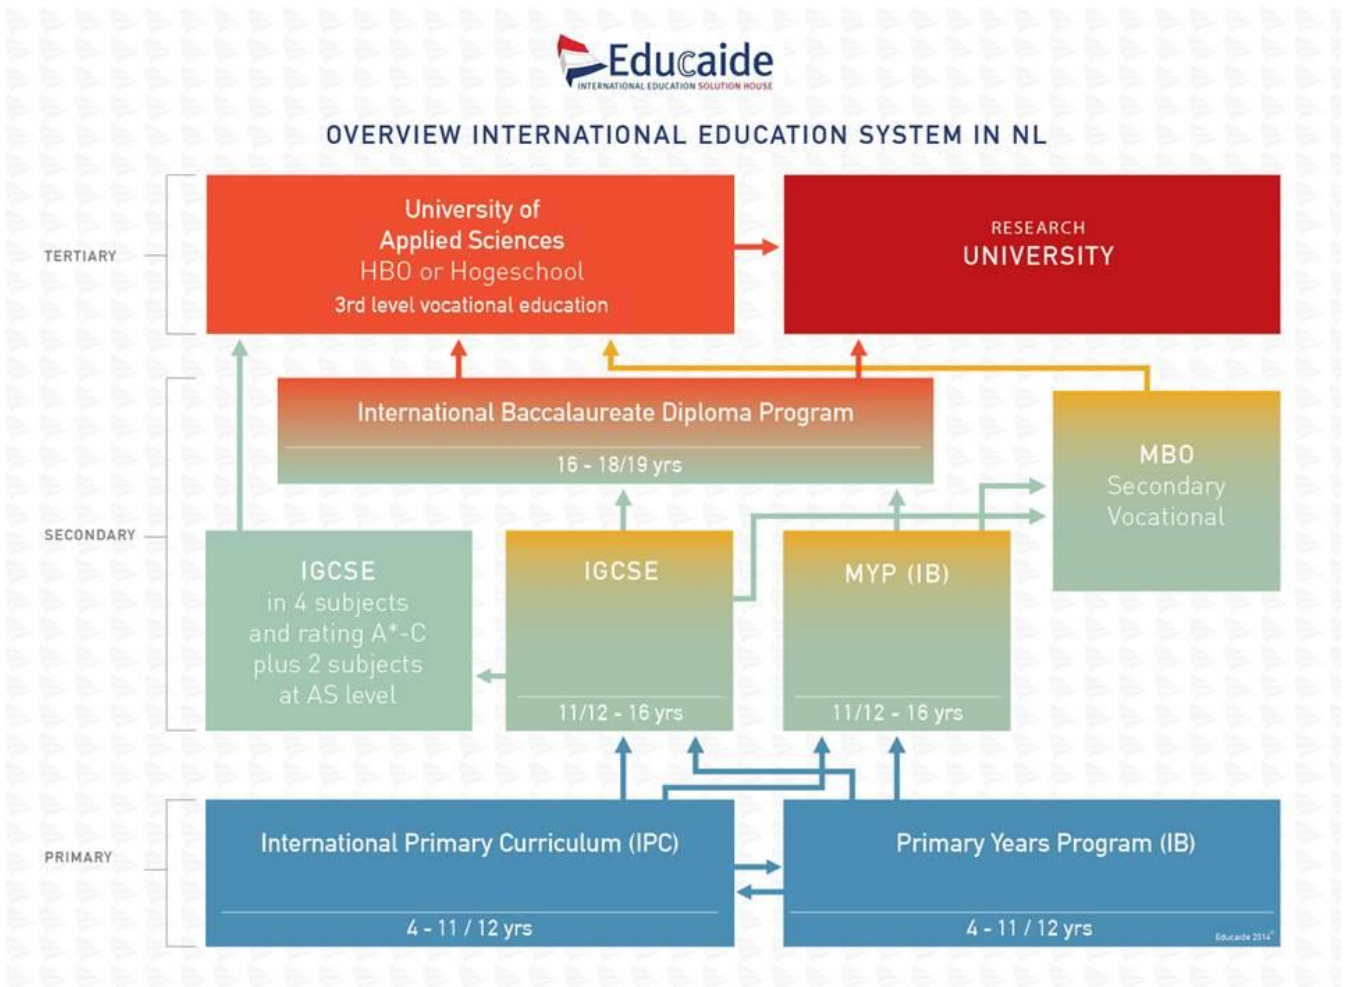 Educaide
INTERNATIONAL EDUCATION SOLUTION HOUSE
OVERVIEW INTERNATIONAL EDUCATION SYSTEM IN NL
TERTIARY
University of
Applied Sciences
HBO or Hogeschool
3rd level vocational education
RESEARCH
UNIVERSITY
SECONDARY
International Baccalaureate Diploma Program
16 - 18/19 yrs
MBO
Secondary
Vocational
IGCSE
in 4 subjects
and rating A*-C
plus 2 subjects
at AS level
IGCSE
11/12 - 16 yrs
MYP (IB)
11/12 - 16 yrs
PRIMARY
International Primary Curriculum (IPC)
4 - 11 / 12 yrs
Primary Years Program (IB)
4 - 11 / 12 yrs
Educaide 2014©